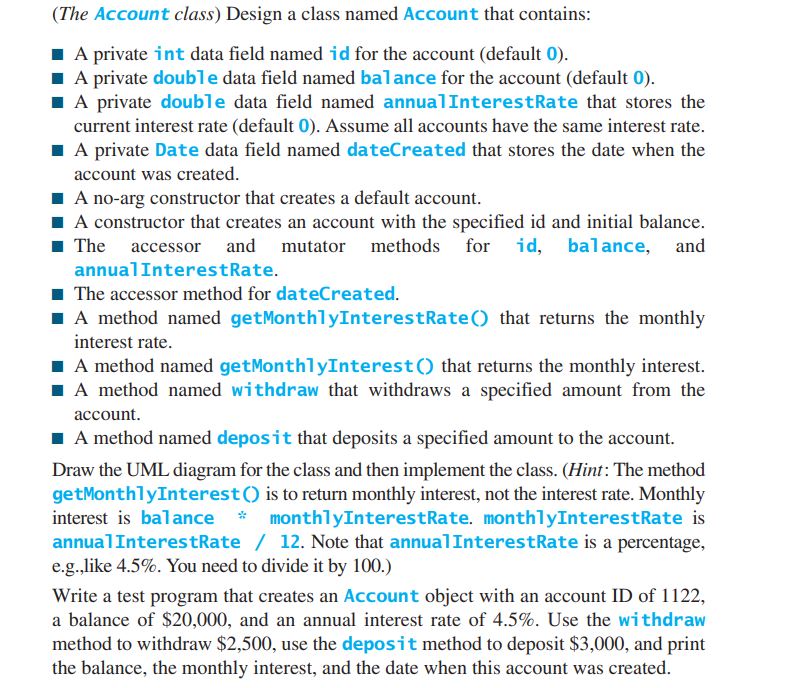 (The Account class) Design a class named Account that contains:
■ A private int data field named id for the account (default 0).
■ A private double data field named balance for the account (default 0).
■ A private double data field named annualInterestRate that stores the
current interest rate (default 0). Assume all accounts have the same interest rate.
■ A private Date data field named dateCreated that stores the date when the
account was created.
■ A no-arg constructor that creates a default account.
■ A constructor that creates an account with the specified id and initial balance.
■ The accessor and mutator methods for id, balance, and
annualInterestRate.
■ The accessor method for dateCreated.
■ A method named getMonthlyInterestRate() that returns the monthly
interest rate.
■ A method named getMonthlyInterest() that returns the monthly interest.
■ A method named withdraw that withdraws a specified amount from the
account.
■ A method named deposit that deposits a specified amount to the account.
Draw the UML diagram for the class and then implement the class. (Hint: The method
getMonthlyInterest() is to return monthly interest, not the interest rate. Monthly
interest is balance * monthlyInterestRate. monthlyInterestRate is
annualInterestRate / 12. Note that annualInterestRate is a percentage,
e.g.,like 4.5%. You need to divide it by 100.)
Write a test program that creates an Account object with an account ID of 1122,
a balance of $20,000, and an annual interest rate of 4.5%. Use the withdraw
method to withdraw $2,500, use the deposit method to deposit $3,000, and print
the balance, the monthly interest, and the date when this account was created.